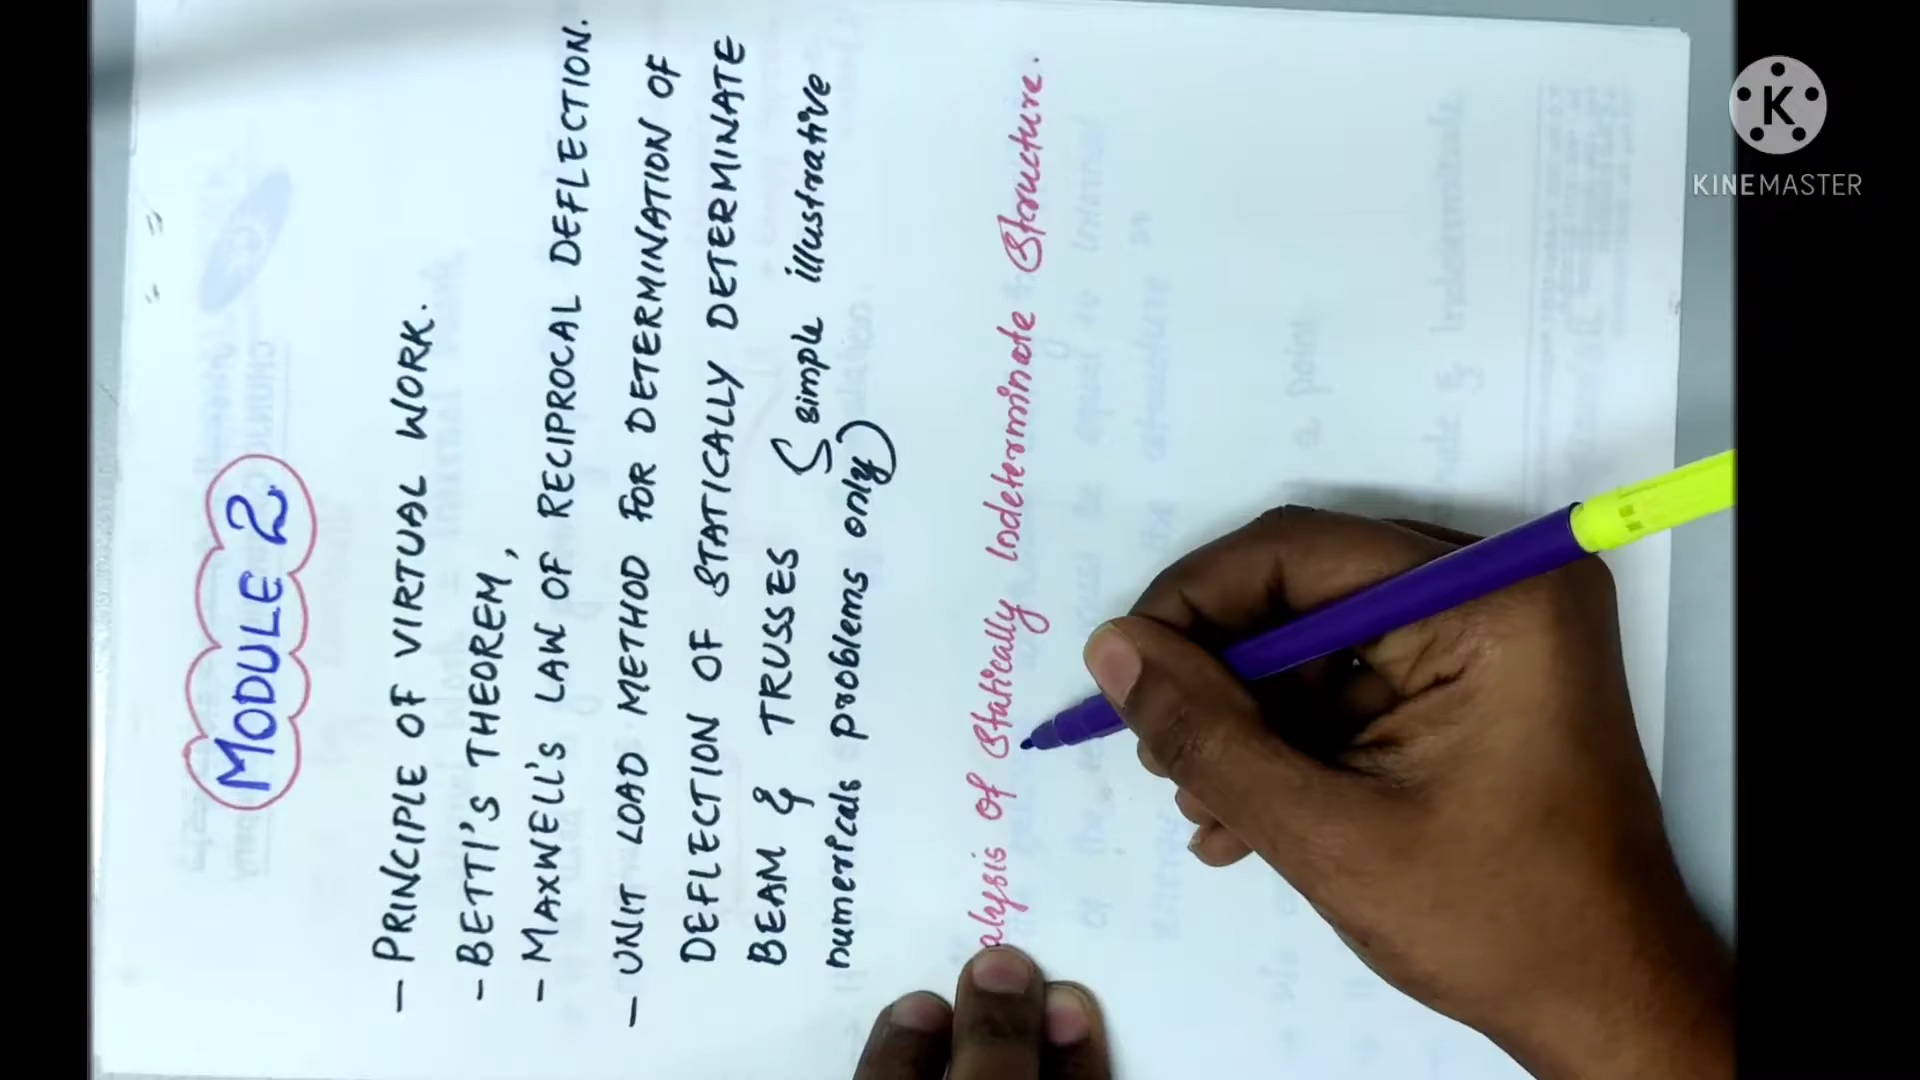 MODULE 2
- PRINCIPLE OF VIRTUAL WORK.
- BETTI'S THEOREM,
- MAXWELL'S LAW OF RECIPROCAL DEFLECTION.
- UNIT LOAD METHOD FOR DETERMINATION OF
DEFLECTION OF STATICALLY DETERMINATE
BEAM & TRUSSES (simple illustrative
numericals problems only)
alysis of Statically Indeterminate Structure.
KINEMASTER